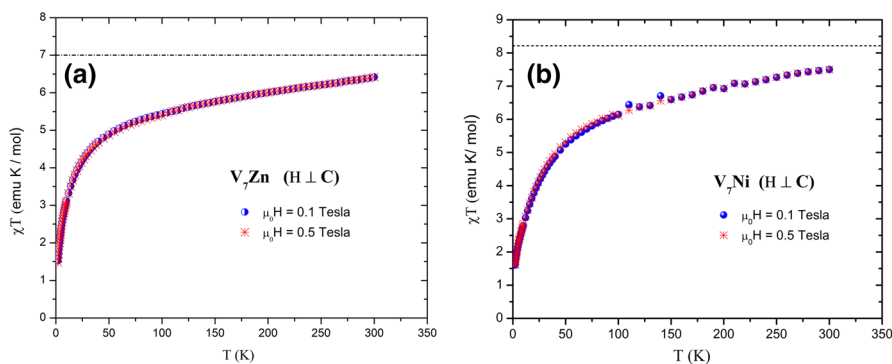 (a)
V₇Zn (H ⊥ C)
μ₀H = 0.1 Tesla
μ₀H = 0.5 Tesla
χT (emu K / mol)
8
7
6
5
4
3
2
1
0
0 50 100 150 200 250 300 350
T (K)
(b)
V₇Ni (H ⊥ C)
μ₀H = 0.1 Tesla
μ₀H = 0.5 Tesla
χT (emu K/ mol)
9
8
7
6
5
4
3
2
1
0
0 50 100 150 200 250 300 350
T (K)